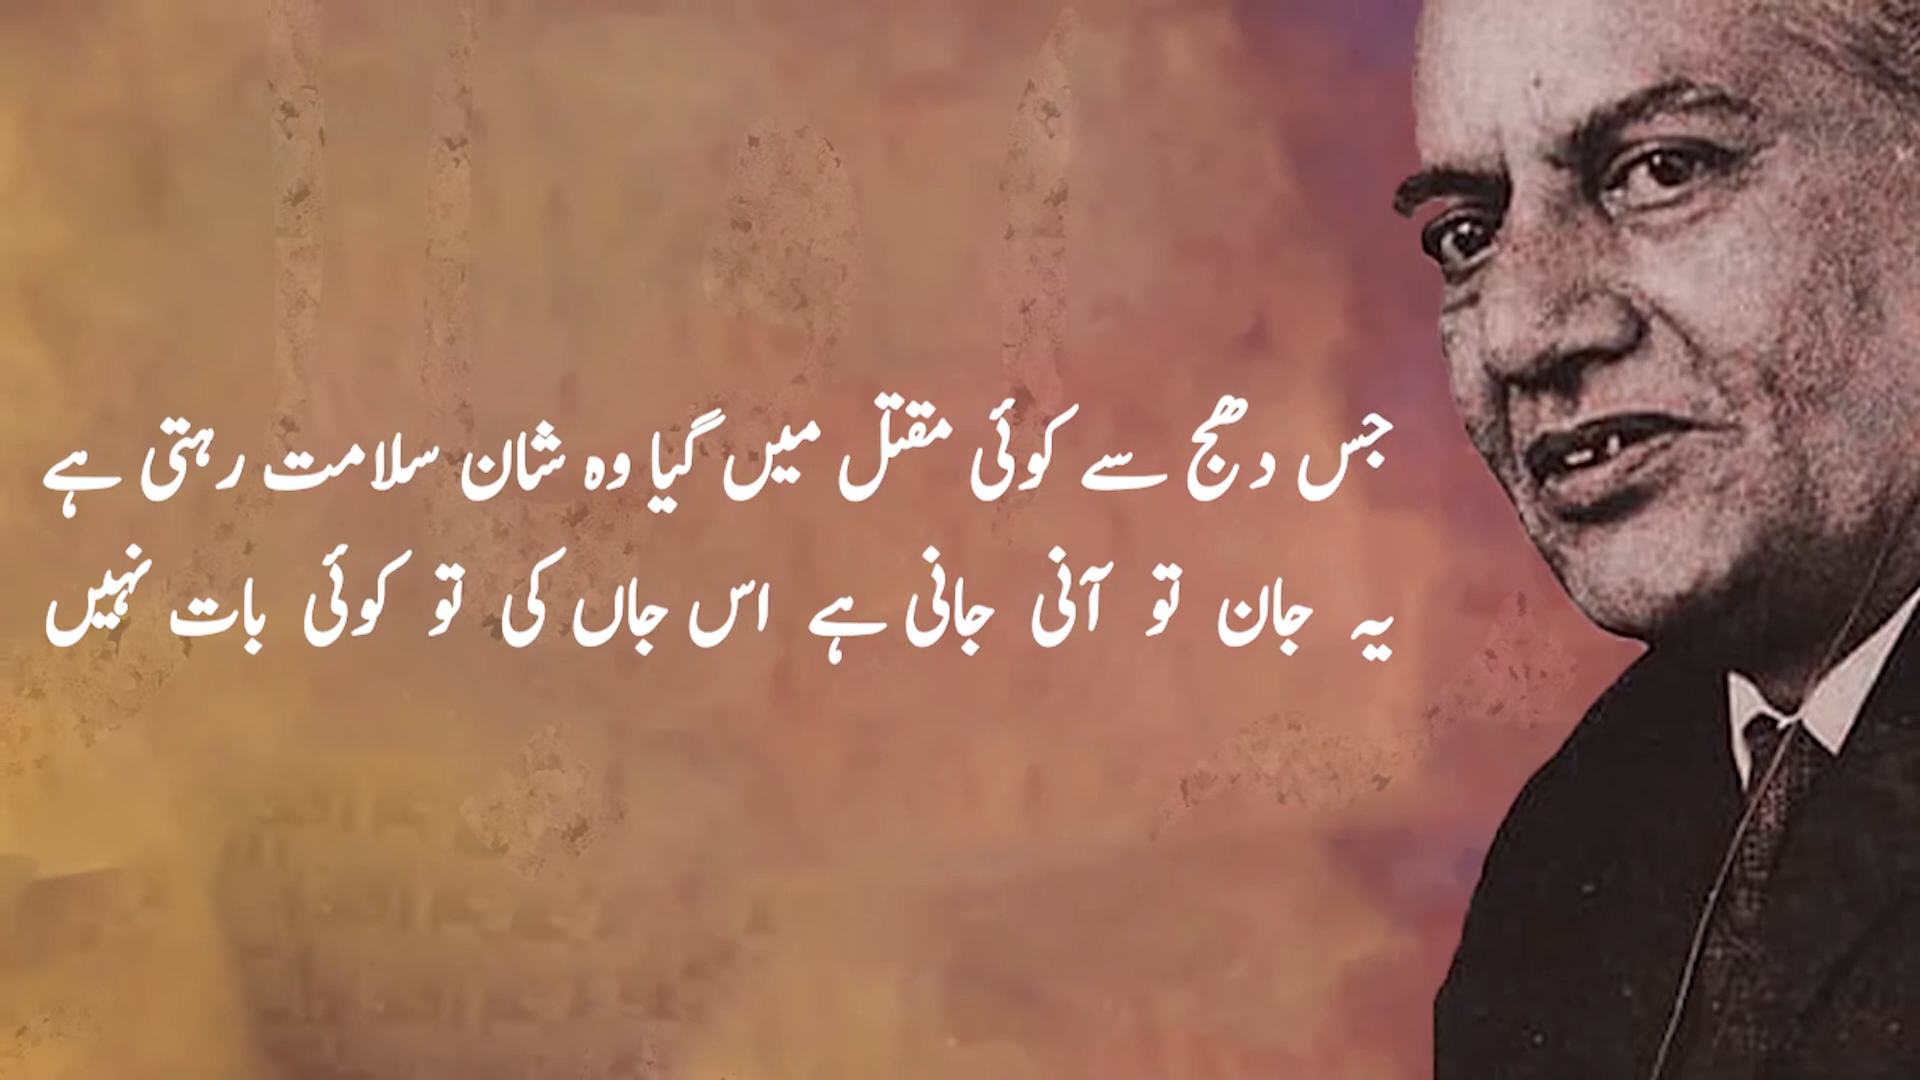 جس دھج سے کوئی مقتل میں گیا وہ شان سلامت رہتی ہے
یہ جان تو آنی جانی ہے اس جاں کی تو کوئی بات نہیں